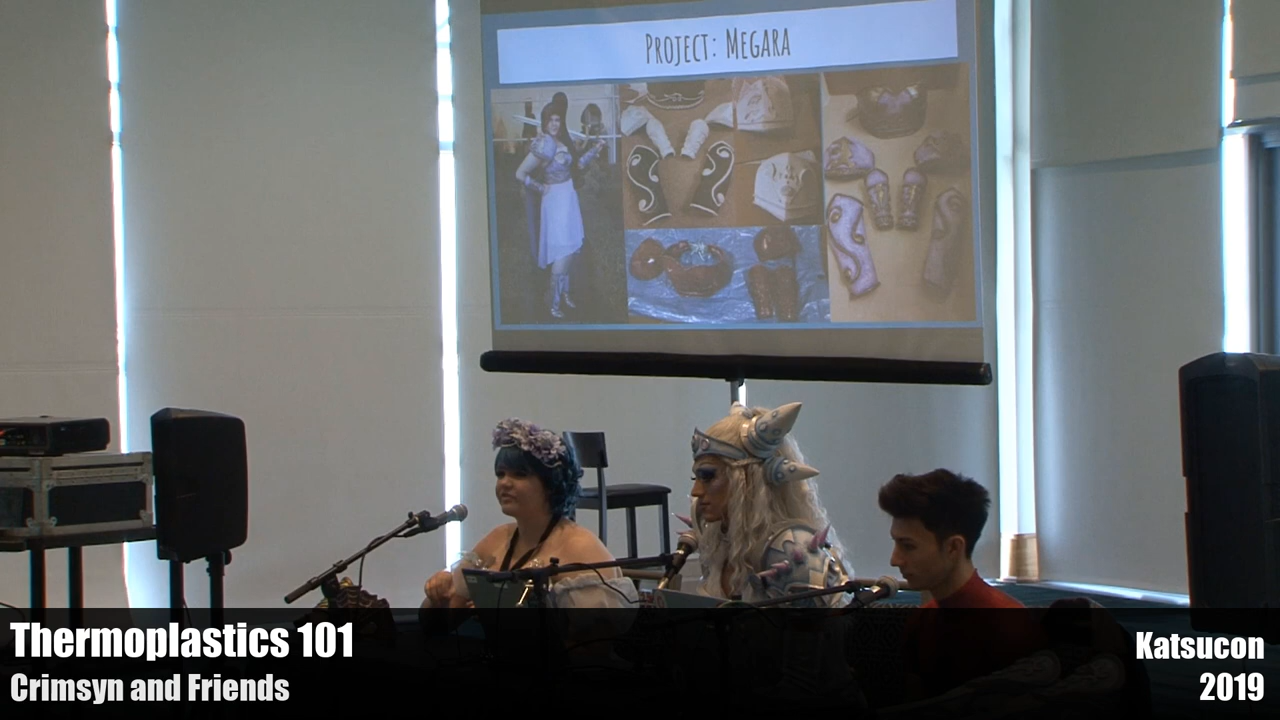 PROJECT: MEGARA
Thermoplastics 101
Crimsyn and Friends
Katsucon
2019